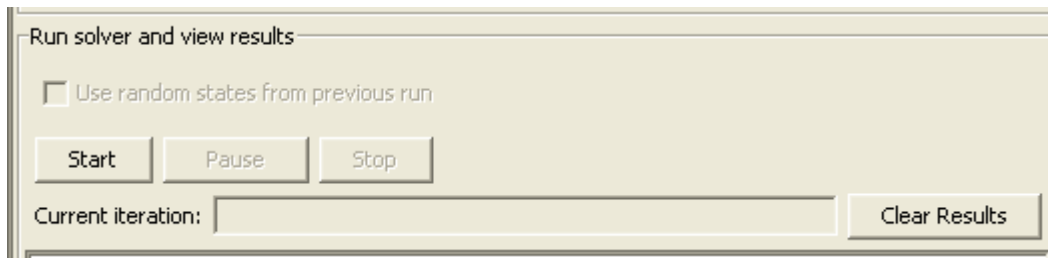 Run solver and view results
Use random states from previous run
Start Pause Stop
Current iteration: Clear Results